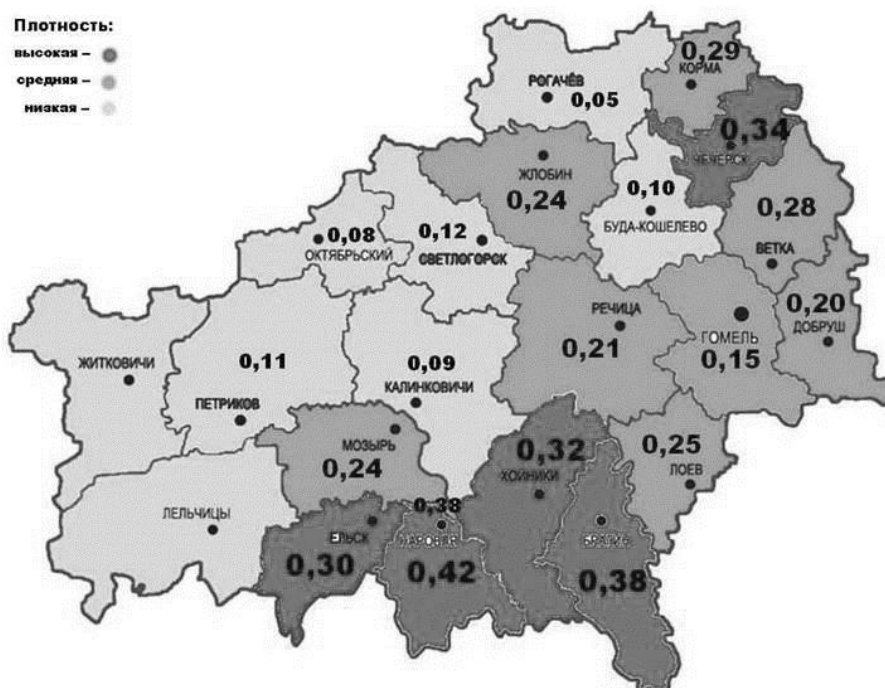 Плотность:
высокая –
средняя –
низкая –
0,29
КОРМА
РОГАЧЁВ
0,05
0,34
ЧЕЧЕРСК
ЖЛОБИН
0,24
0,10
БУДА-КОШЕЛЕВО
0,28
ВЕТКА
0,08
ОКТЯБРЬСКИЙ
0,12
СВЕТЛОГОРСК
РЕЧИЦА
0,21
ГОМЕЛЬ
0,15
0,20
ДОБРУШ
ЖИТКОВИЧИ
0,11
ПЕТРИКОВ
0,09
КАЛИНКОВИЧИ
МОЗЫРЬ
0,24
0,32
ХОЙНИКИ
0,25
ЛОЕВ
ЛЕЛЬЧИЦЫ
ЕЛЬСК
0,30
0,38
НАРОВЛЯ
0,42
БРАГИН
0,38